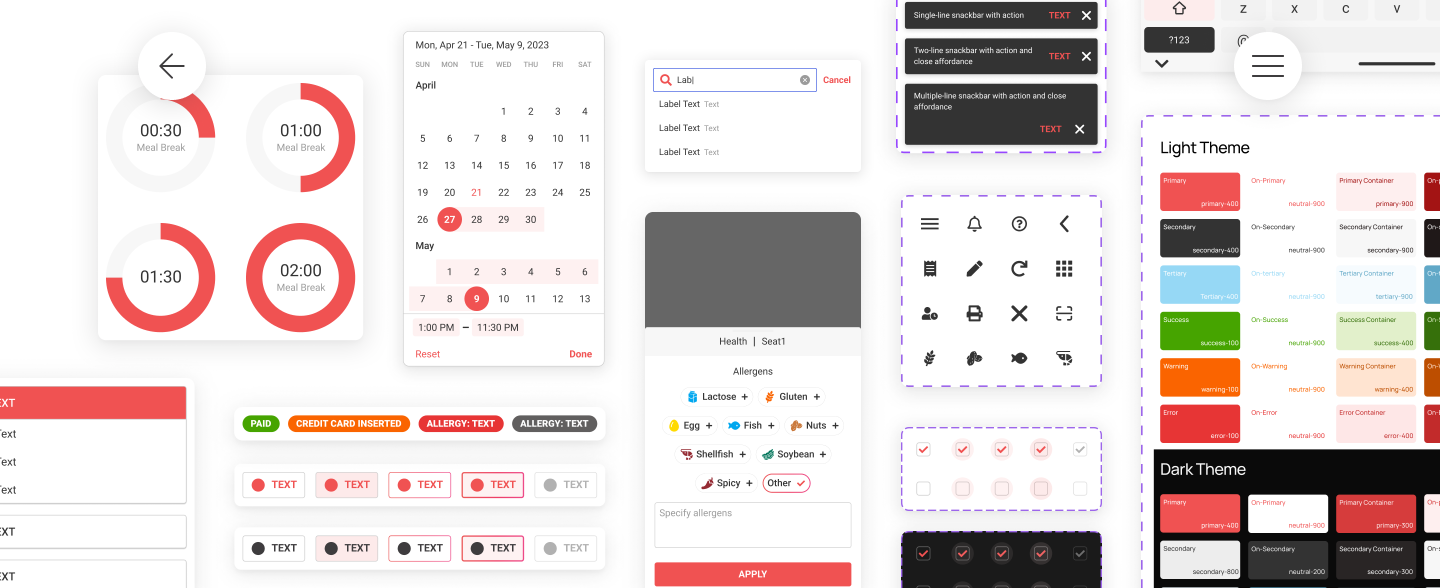 00:30
Meal Break
01:00
Meal Break
01:30
02:00
Meal Break
Mon, Apr 21 - Tue, May 9, 2023
SUN MON TUE WED THU FRI SAT
April
1 2 3 4
5 6 7 8 9 10 11
12 13 14 15 16 17 18
19 20 21 22 23 24 25
26 27 28 29 30
May
1 2 3 4 5 6
7 8 9 10 11 12 13
1:00 PM – 11:30 PM
Reset Done
Lab| Cancel
Label Text Text
Label Text Text
Label Text Text
Health | Seat1
Allergens
Lactose + Gluten +
Egg + Fish + Nuts +
Shellfish + Soybean +
Spicy + Other
Specify allergens
APPLY
EXT
Text
Text
Text
TEXT
EXT
PAID CREDIT CARD INSERTED ALLERGY: TEXT ALLERGY: TEXT
TEXT TEXT TEXT TEXT TEXT
TEXT TEXT TEXT TEXT TEXT
Single-line snackbar with action TEXT
Two-line snackbar with action and
close affordance
TEXT
Multiple-line snackbar with action and close
affordance
TEXT
Z X C V
?123
Light Theme
Primary
primary-400
On-Primary
neutral-900
Primary Container
primary-900
Secondary
secondary-400
On-Secondary
neutral-900
Secondary Container
secondary-900
Tertiary
Tertiary-400
On-tertiary
neutral-900
Tertiary Container
tertiary-900
Success
success-100
On-Success
neutral-900
Success Container
success-400
Warning
warning-100
On-Warning
neutral-900
Warning Container
warning-400
Error
error-100
On-Error
neutral-900
Error Container
error-400
Dark Theme
Primary
primary-400
On-Primary
neutral-900
Primary Container
primary-300
Secondary
secondary-800
On-Secondary
neutral-200
Secondary Container
secondary-300